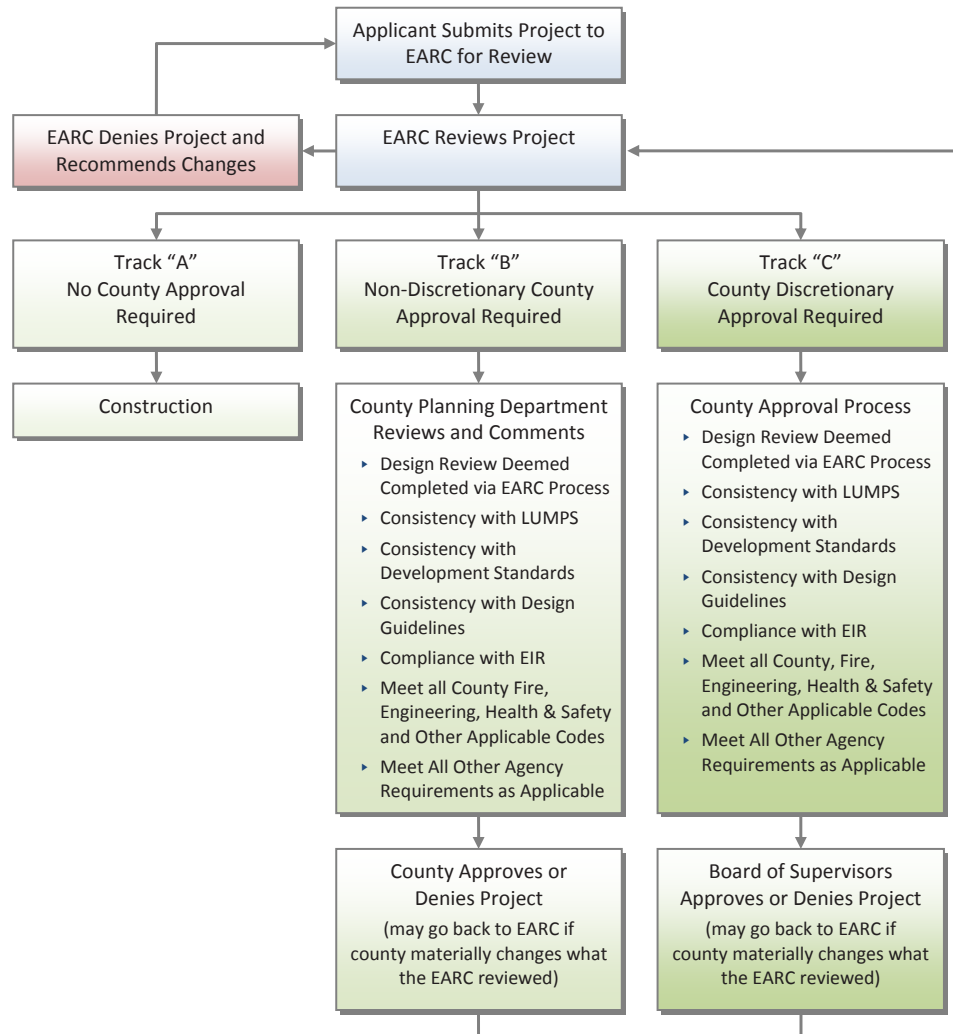 Applicant Submits Project to
EARC for Review
EARC Denies Project and
Recommends Changes
EARC Reviews Project
Track “A”
No County Approval
Required
Track “B”
Non-Discretionary County
Approval Required
Track “C”
County Discretionary
Approval Required
Construction
County Planning Department
Reviews and Comments
▸ Design Review Deemed
Completed via EARC Process
▸ Consistency with LUMPS
▸ Consistency with
Development Standards
▸ Consistency with Design
Guidelines
▸ Compliance with EIR
▸ Meet all County Fire,
Engineering, Health & Safety
and Other Applicable Codes
▸ Meet All Other Agency
Requirements as Applicable
County Approval Process
▸ Design Review Deemed
Completed via EARC Process
▸ Consistency with LUMPS
▸ Consistency with
Development Standards
▸ Consistency with Design
Guidelines
▸ Compliance with EIR
▸ Meet all County, Fire,
Engineering, Health & Safety
and Other Applicable Codes
▸ Meet All Other Agency
Requirements as Applicable
County Approves or
Denies Project
(may go back to EARC if
county materially changes what
the EARC reviewed)
Board of Supervisors
Approves or Denies Project
(may go back to EARC if
county materially changes what
the EARC reviewed)